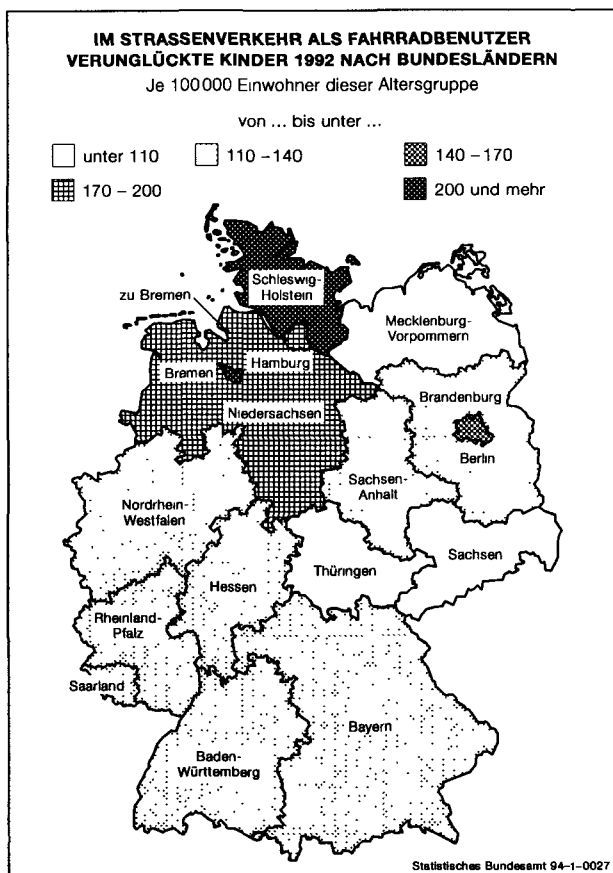 IM STRASSENVERKEHR ALS FAHRRADBENUTZER
VERUNGLÜCKTE KINDER 1992 NACH BUNDESLÄNDERN
Je 100000 Einwohner dieser Altersgruppe
von ... bis unter ...
unter 110
110 – 140
140 – 170
170 – 200
200 und mehr
Schleswig-
Holstein
zu Bremen
Mecklenburg-
Vorpommern
Hamburg
Bremen
Brandenburg
Niedersachsen
Berlin
Sachsen-
Anhalt
Nordrhein-
Westfalen
Sachsen
Thüringen
Hessen
Rheinland-
Pfalz
Saarland
Bayern
Baden-
Württemberg
Statistisches Bundesamt 94–1–0027